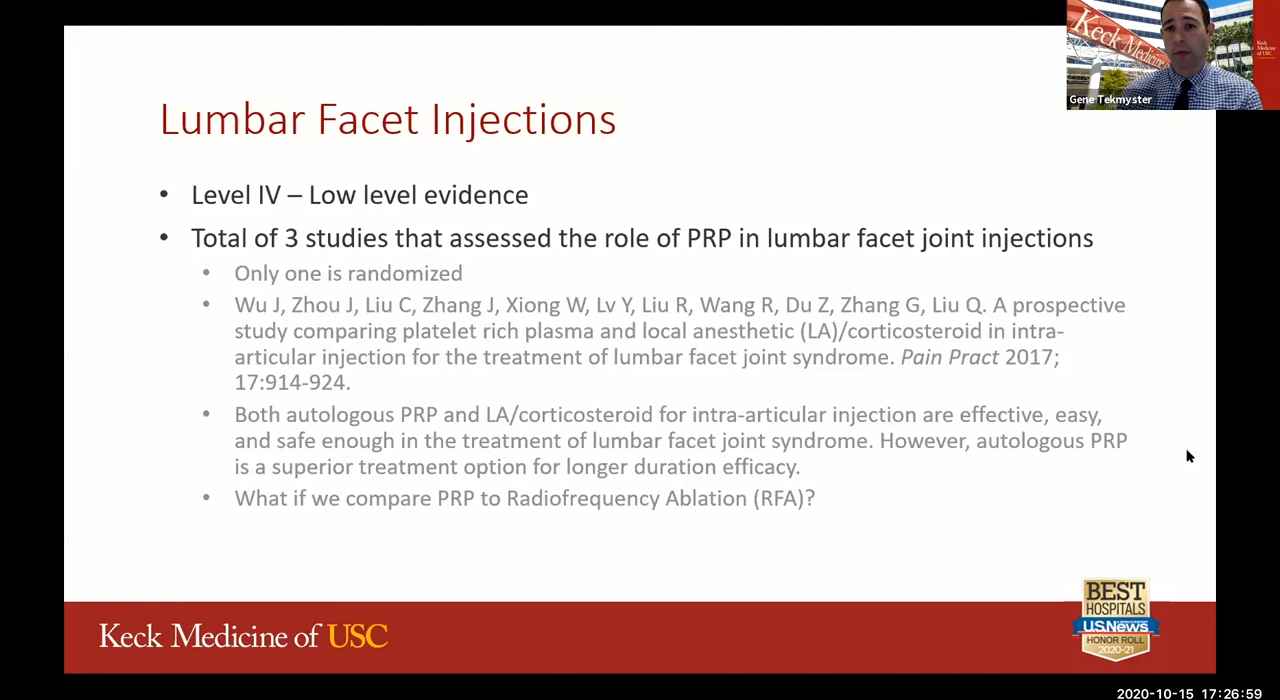 Keck Medicine
Keck
Medicine
of USC
Gene Tekmyster
Lumbar Facet Injections
• Level IV – Low level evidence
• Total of 3 studies that assessed the role of PRP in lumbar facet joint injections
• Only one is randomized
• Wu J, Zhou J, Liu C, Zhang J, Xiong W, Lv Y, Liu R, Wang R, Du Z, Zhang G, Liu Q. A prospective
study comparing platelet rich plasma and local anesthetic (LA)/corticosteroid in intra-
articular injection for the treatment of lumbar facet joint syndrome. Pain Pract 2017;
17:914-924.
• Both autologous PRP and LA/corticosteroid for intra-articular injection are effective, easy,
and safe enough in the treatment of lumbar facet joint syndrome. However, autologous PRP
is a superior treatment option for longer duration efficacy.
• What if we compare PRP to Radiofrequency Ablation (RFA)?
Keck Medicine of USC
BEST
HOSPITALS
U.S.News
HONOR ROLL
2020-21
2020-10-15 17:26:59